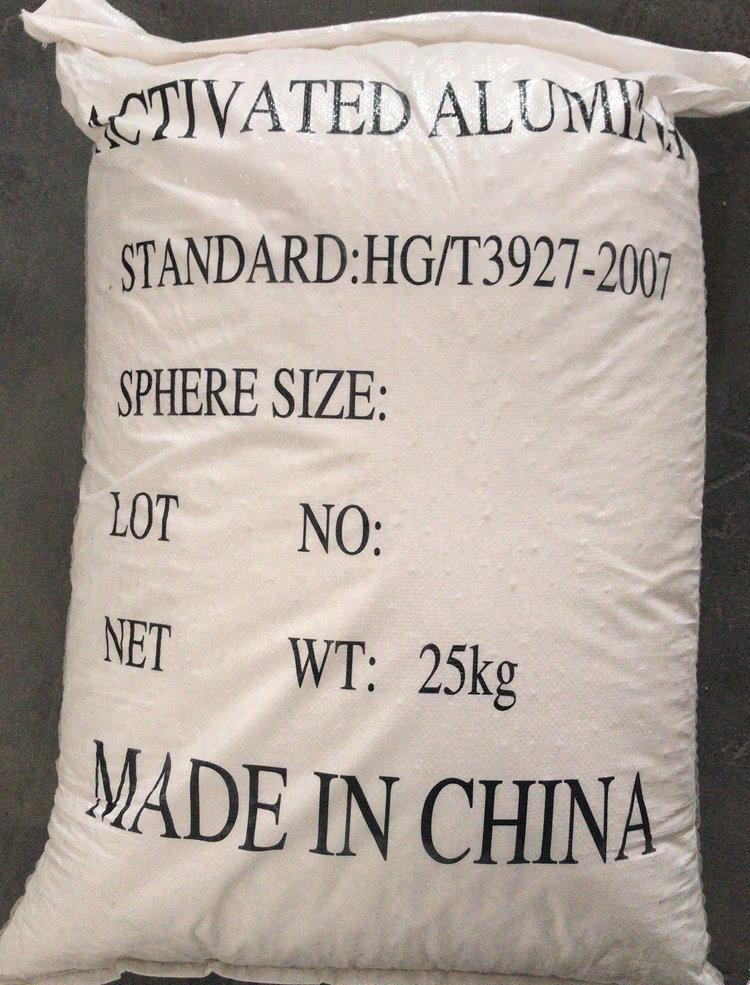 ACTIVATED ALUMINA
STANDARD:HG/T3927-2007
SPHERE SIZE:
LOT NO:
NET WT: 25kg
MADE IN CHINA